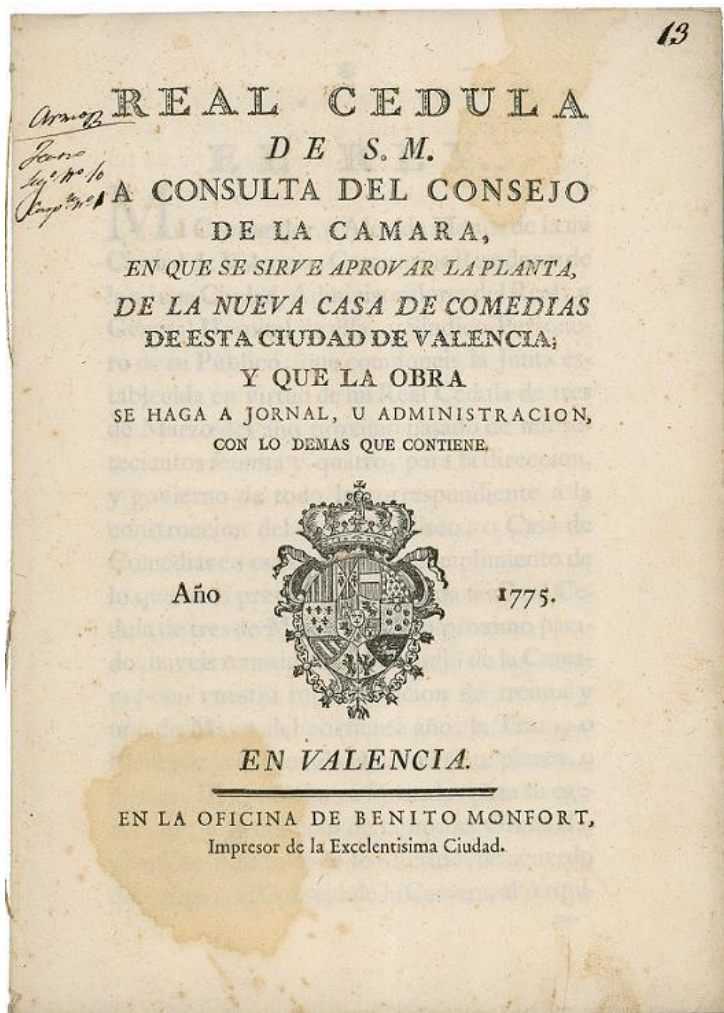 13
REAL CEDULA
DE S. M.
A CONSULTA DEL CONSEJO
DE LA CAMARA,
EN QUE SE SIRVE APROVAR LA PLANTA,
DE LA NUEVA CASA DE COMEDIAS
DE ESTA CIUDAD DE VALENCIA;
Y QUE LA OBRA
SE HAGA A JORNAL, U ADMINISTRACION,
CON LO DEMAS QUE CONTIENE.
Año 1775.
EN VALENCIA.
EN LA OFICINA DE BENITO MONFORT,
Impresor de la Excelentisima Ciudad.